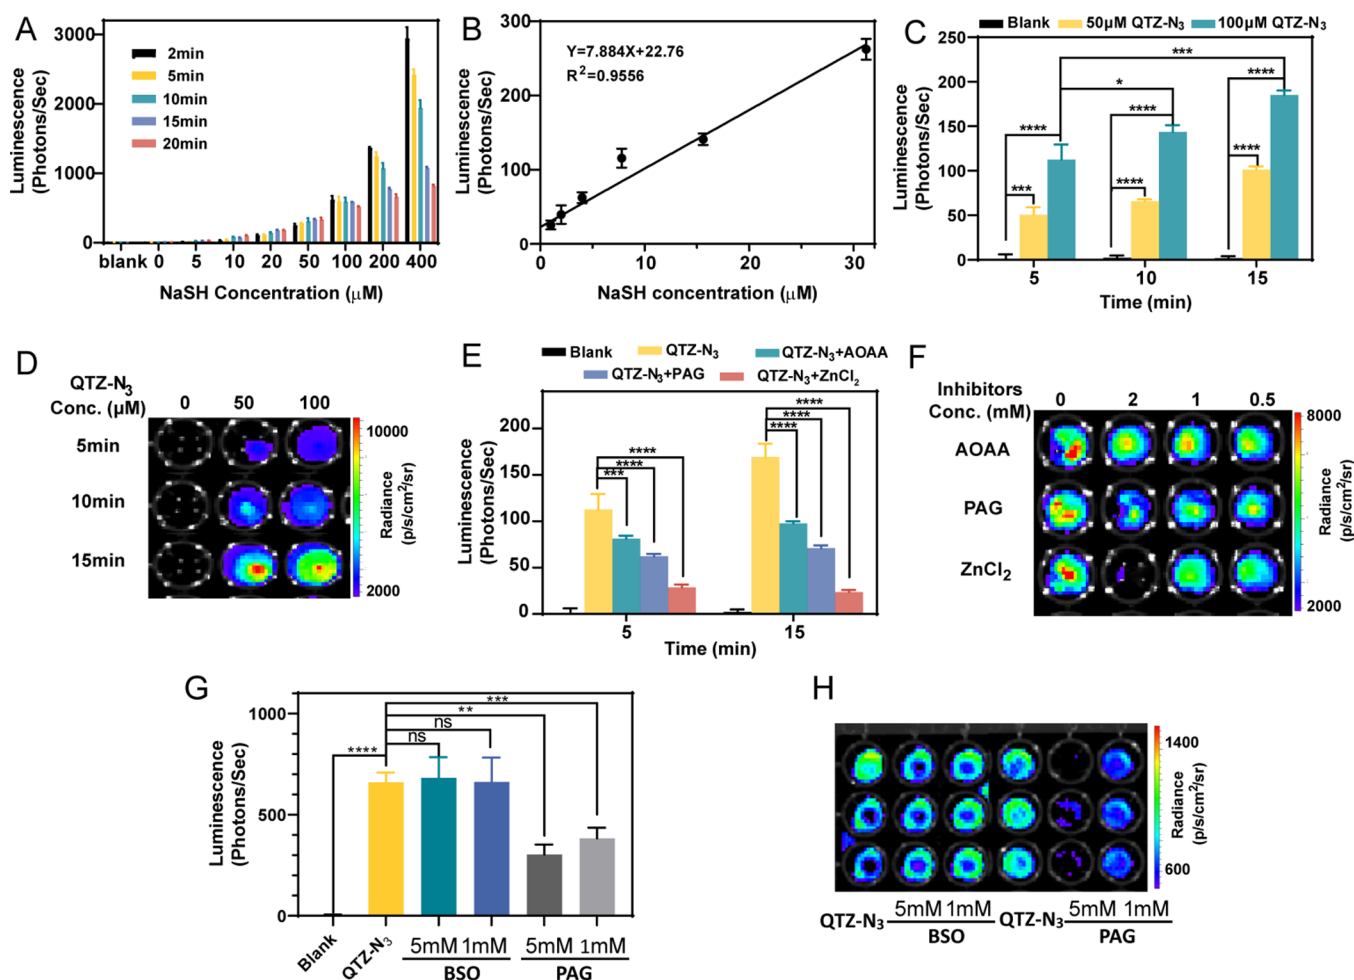 A
3000
2000
1000
0
Luminescence
(Photons/Sec)
2min
5min
10min
15min
20min
blank 0 5 10 20 50 100 200 400
NaSH Concentration (μM)
B
300
200
100
0
Luminescence
(Photons/Sec)
Y=7.884X+22.76
R²=0.9556
0 10 20 30
NaSH concentration (μM)
C
Blank 50μM QTZ-N₃ 100μM QTZ-N₃
250
200
150
100
50
0
Luminescence
(Photons/Sec)
***
*
****
****
****
***
****
****
5 10 15
Time (min)
D
QTZ-N₃
Conc. (μM)
0 50 100
5min
10min
15min
10000
2000
Radiance
(p/s/cm²/sr)
E
Blank QTZ-N₃ QTZ-N₃+AOAA
QTZ-N₃+PAG QTZ-N₃+ZnCl₂
200
150
100
50
0
Luminescence
(Photons/Sec)
****
****
***
****
****
****
5 15
Time (min)
F
Inhibitors
Conc. (mM)
0 2 1 0.5
AOAA
PAG
ZnCl₂
8000
2000
Radiance
(p/s/cm²/sr)
G
1000
500
0
Luminescence
(Photons/Sec)
***
**
ns
ns
****
Blank
QTZ-N₃
5mM 1mM
BSO
5mM 1mM
PAG
H
1400
600
Radiance
(p/s/cm²/sr)
QTZ-N₃
5mM 1mM
BSO
QTZ-N₃
5mM 1mM
PAG